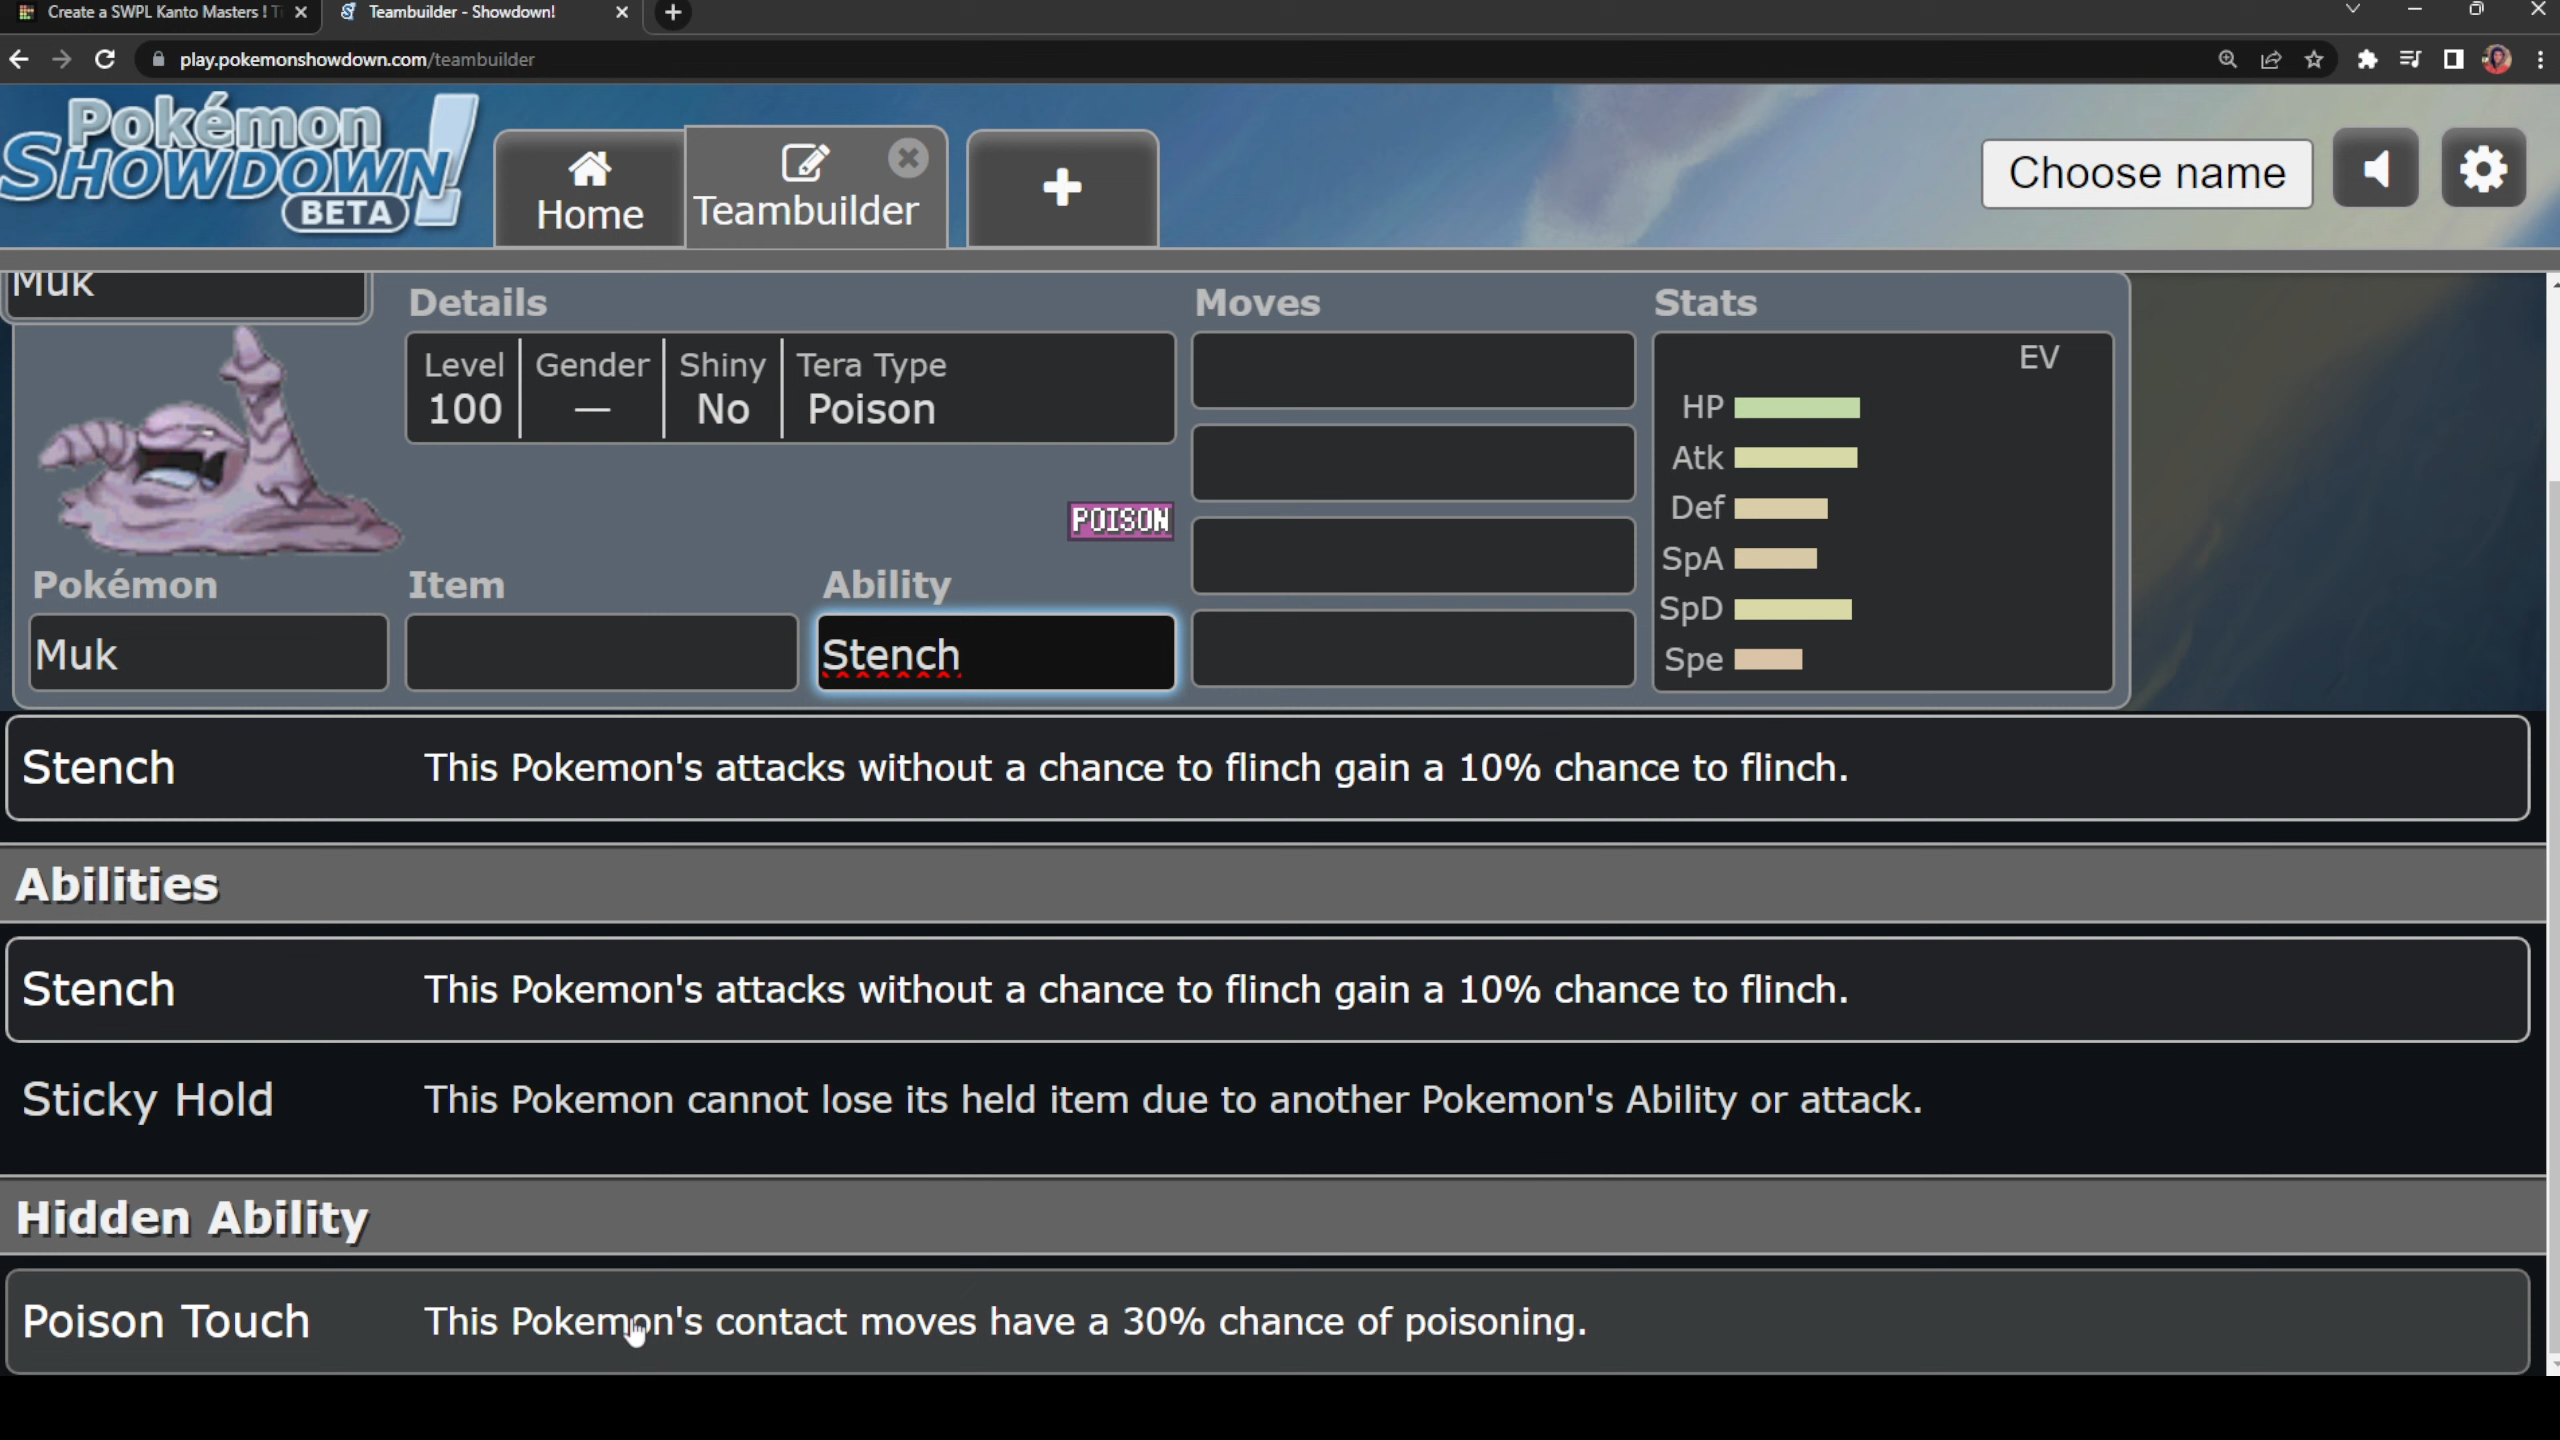 Create a SWPL Kanto Masters !
Teambuilder - Showdown!
play.pokemonshowdown.com/teambuilder
Pokémon
SHOWDOWN!
BETA
Home
Teambuilder
Choose name
Muk
Details
Moves
Stats
Level
Gender
Shiny
Tera Type
100
—
No
Poison
EV
HP
Atk
Def
SpA
SpD
Spe
POISON
Pokémon
Item
Ability
Muk
Stench
Stench This Pokemon's attacks without a chance to flinch gain a 10% chance to flinch.
Abilities
Stench This Pokemon's attacks without a chance to flinch gain a 10% chance to flinch.
Sticky Hold This Pokemon cannot lose its held item due to another Pokemon's Ability or attack.
Hidden Ability
Poison Touch This Pokemon's contact moves have a 30% chance of poisoning.